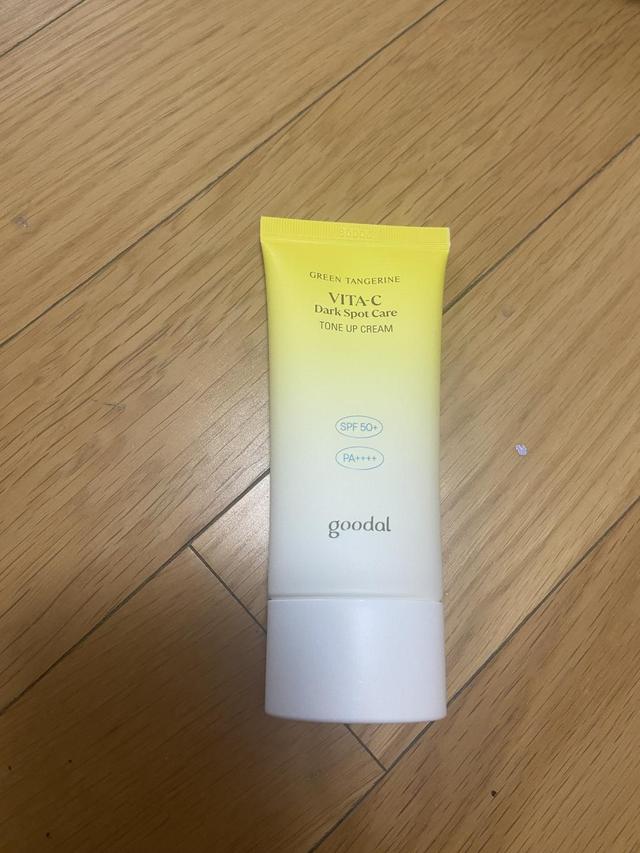 GREEN TANGERINE
VITA-C
Dark Spot Care
TONE UP CREAM
SPF 50+
PA++++
goodal